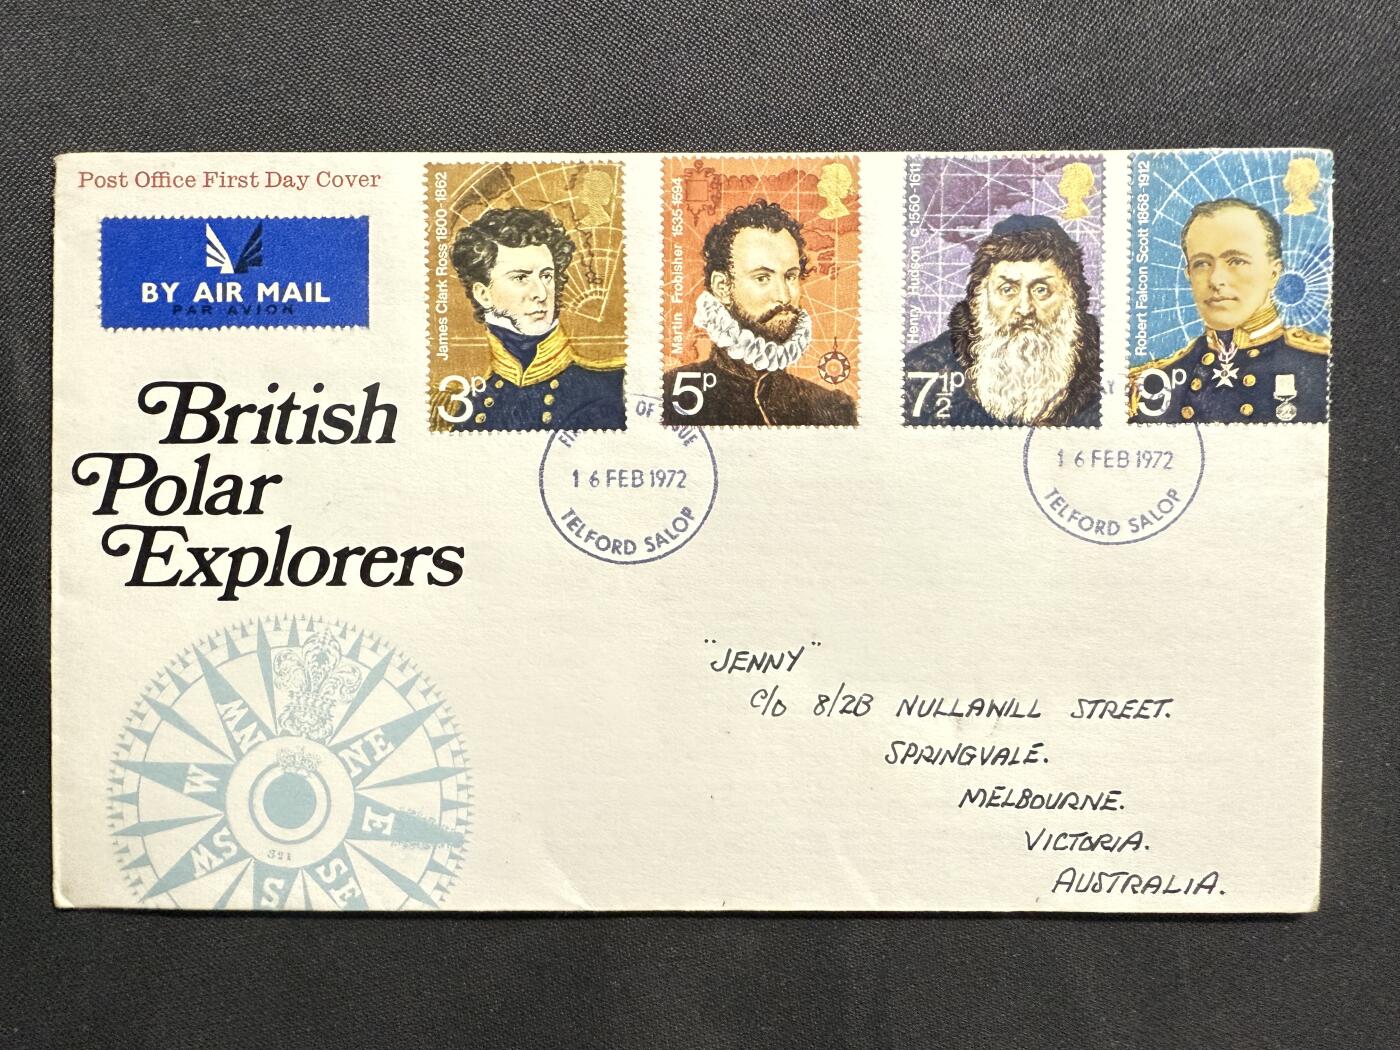 Post Office First Day Cover
BY AIR MAIL
PAR AVION
British
Polar
Explorers
James Clark Ross 1800-1862
3p
Martin Frobisher 1535-1594
5p
Henry Hudson c1560-1611
7½p
Robert Falcon Scott 1868-1912
9p
OF
16 FEB 1972
TELFORD SALOP
16 FEB 1972
TELFORD SALOP
"JENNY"
C/O 8/2B NULLAWILL STREET.
SPRINGVALE.
MELBOURNE.
VICTORIA.
AUSTRALIA.
NE
E
SE
S
SW
W
NW
321